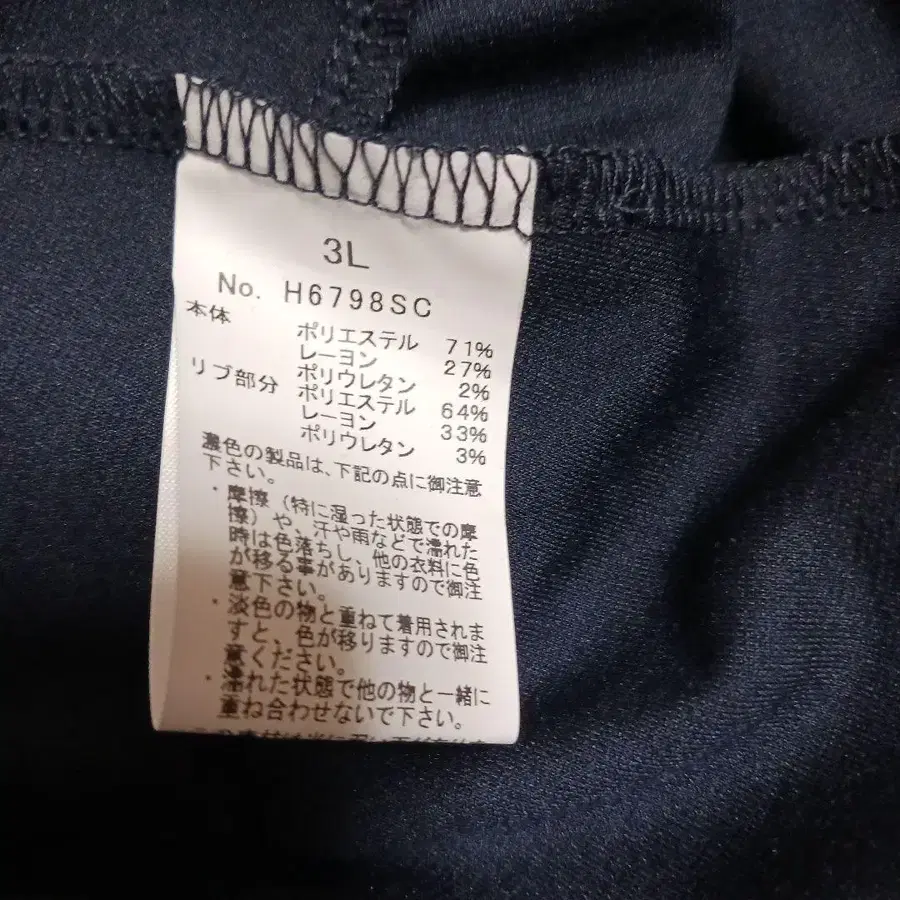 3L
No. H6798SC
本体 ポリエステル 71%
レーヨン 27%
ポリウレタン 2%
リブ部分 ポリエステル 64%
レーヨン 33%
ポリウレタン 3%
濃色の製品は、下記の点に御注意
下さい。
・摩擦（特に湿った状態での摩
擦）や、汗や雨などで濡れた
時は色落ちし、他の衣料に色
が移る事がありますので御注
意下さい。
・淡色の物と重ねて着用されま
すと、色が移りますので御注
意ください。
・濡れた状態で他の物と一緒に
重ね合わせないで下さい。